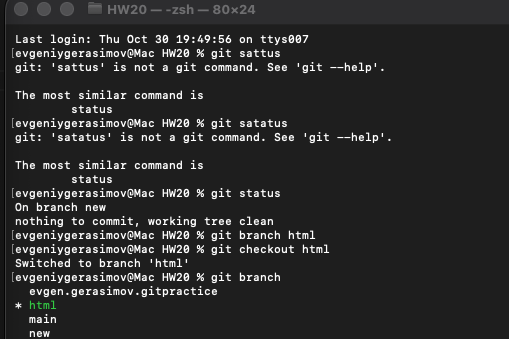 HW20 — -zsh — 80×24
Last login: Thu Oct 30 19:49:56 on ttys007
[evgeniygerasimov@Mac HW20 % git sattus
git: 'sattus' is not a git command. See 'git --help'.
The most similar command is
status
[evgeniygerasimov@Mac HW20 % git satatus
git: 'satatus' is not a git command. See 'git --help'.
The most similar command is
status
[evgeniygerasimov@Mac HW20 % git status
On branch new
nothing to commit, working tree clean
[evgeniygerasimov@Mac HW20 % git branch html
[evgeniygerasimov@Mac HW20 % git checkout html
Switched to branch 'html'
[evgeniygerasimov@Mac HW20 % git branch
evgen.gerasimov.gitpractice
* html
main
new